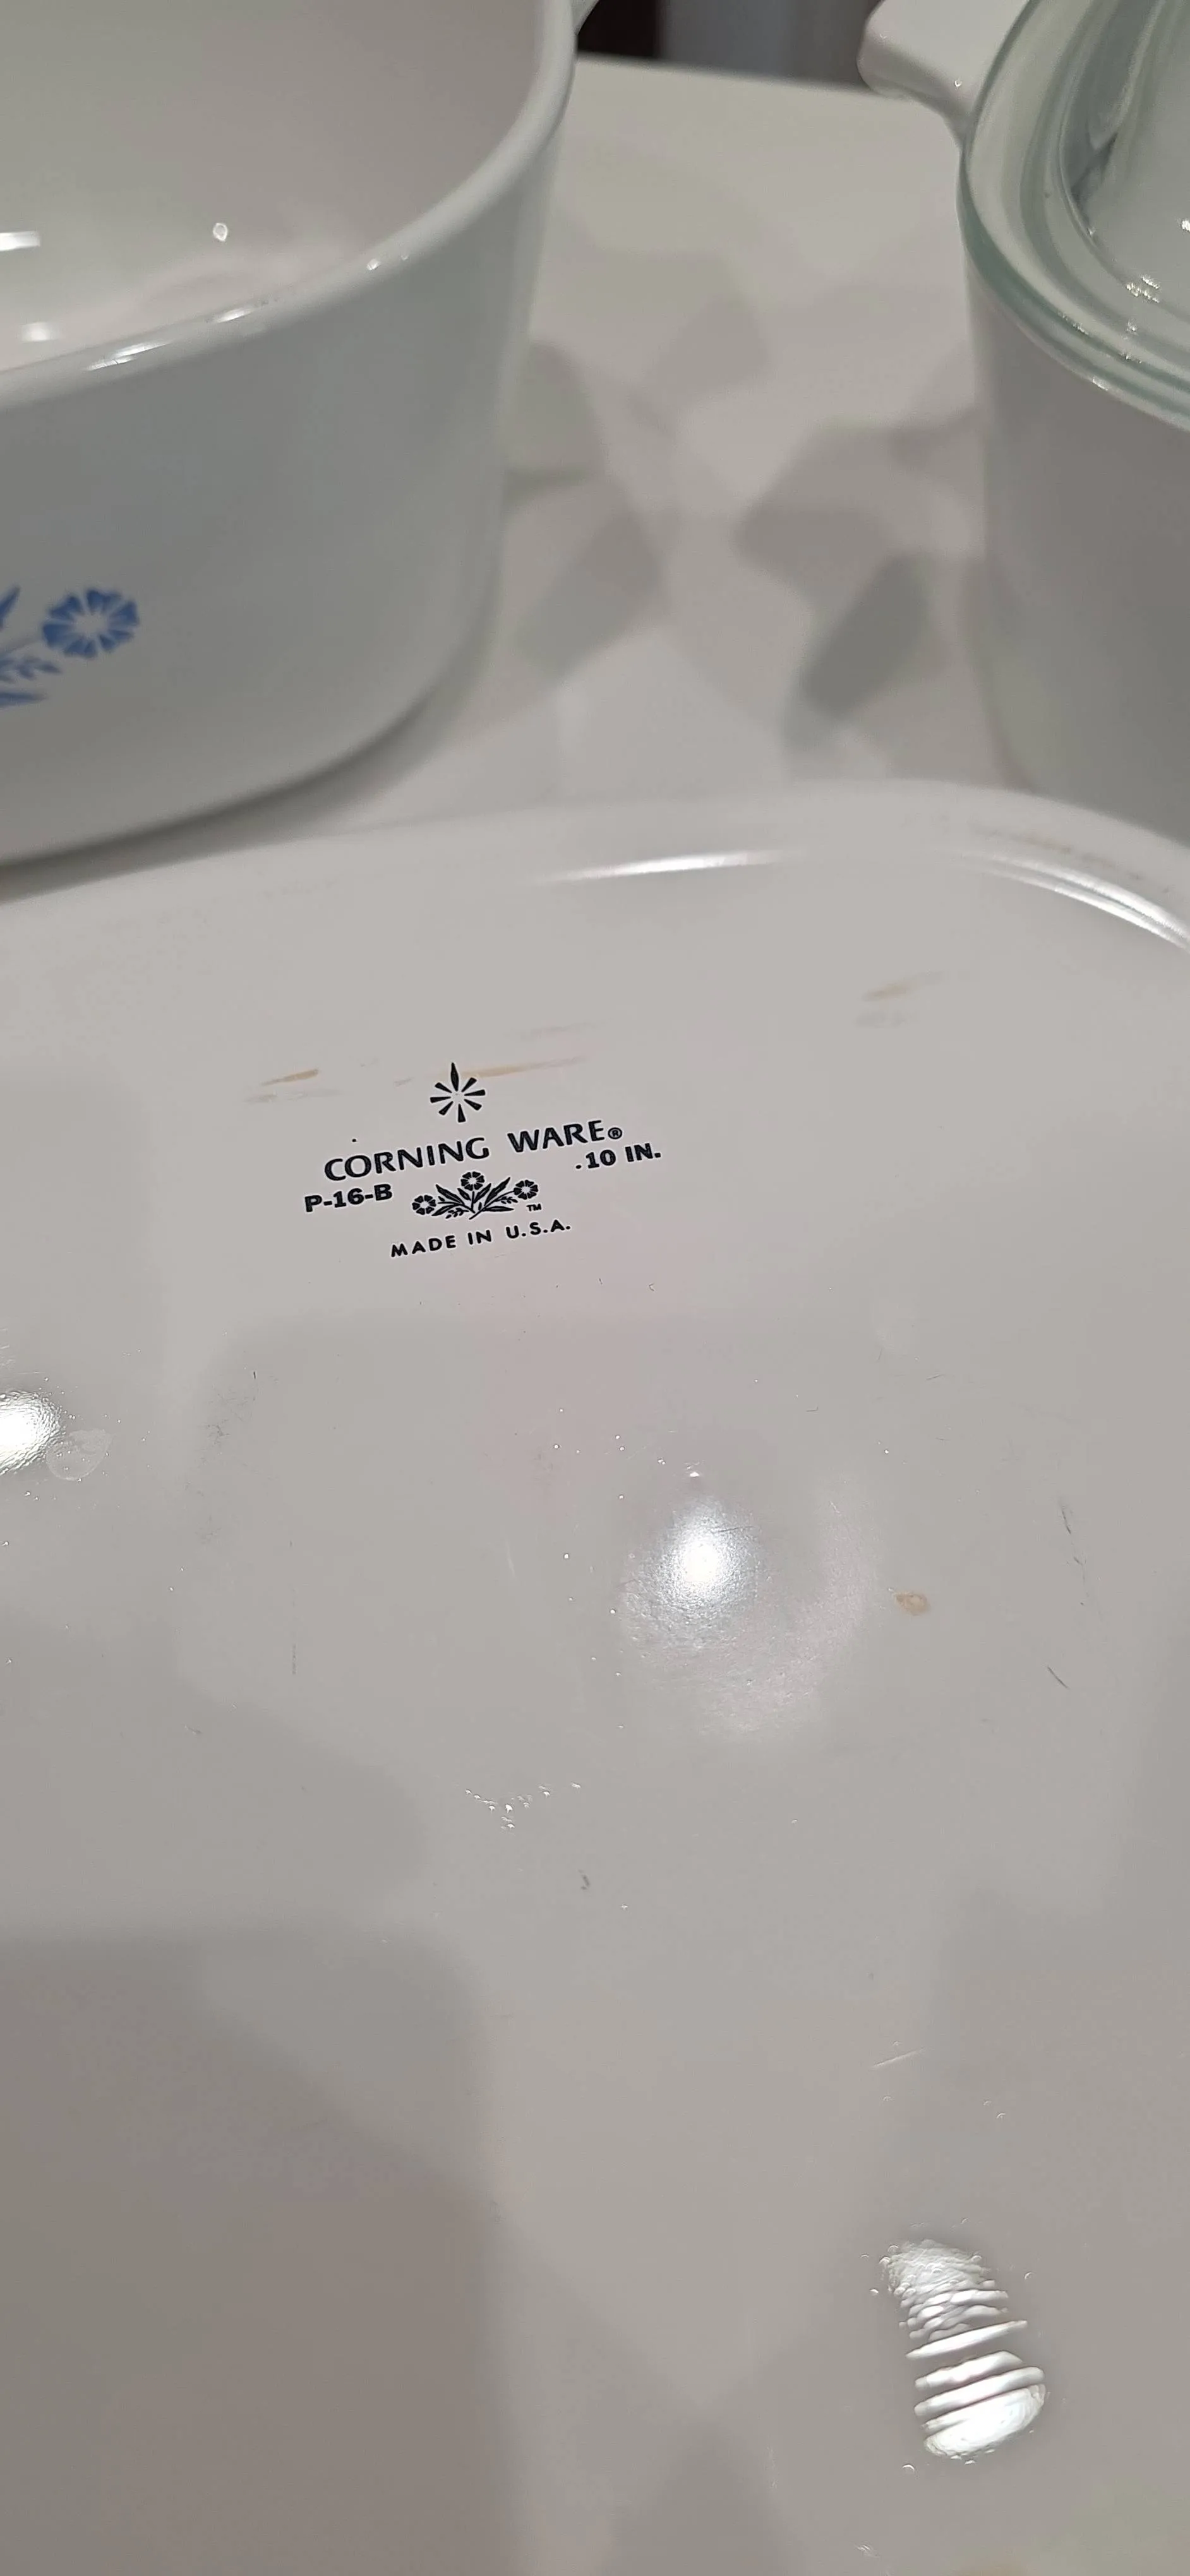 CORNING WARE®
P-16-B .10 IN.
TM
MADE IN U.S.A.